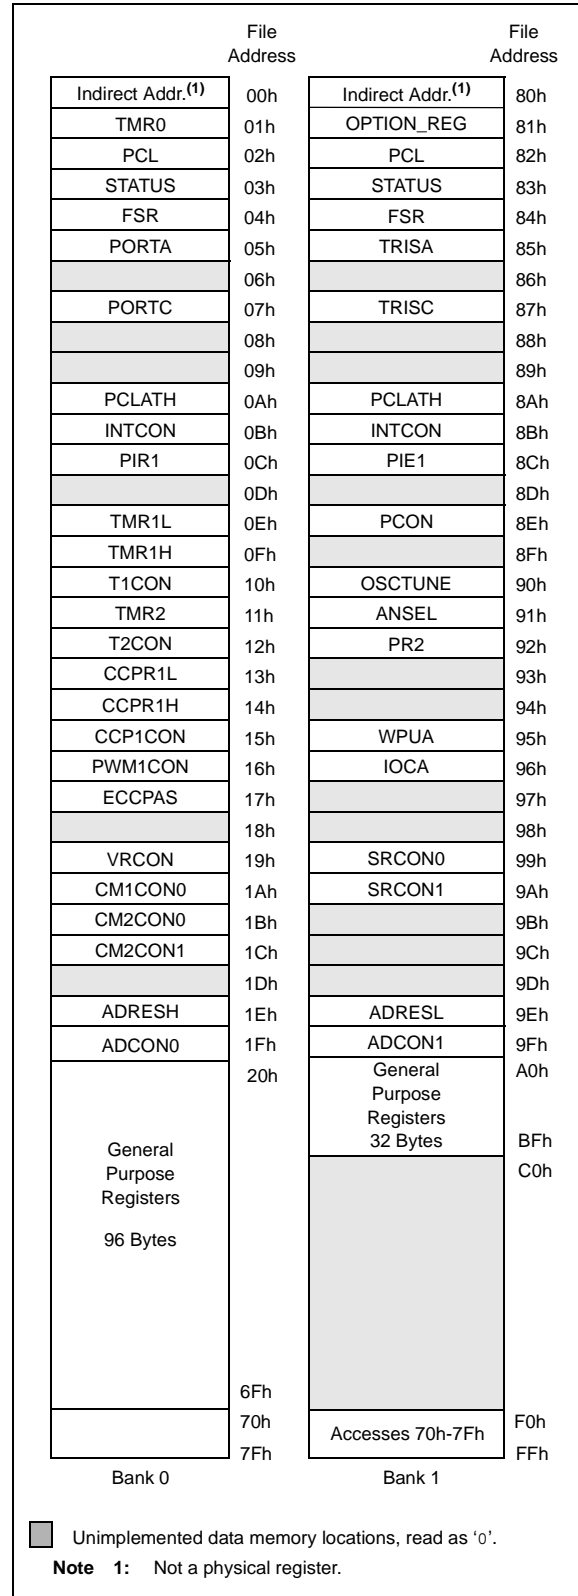 File Address File Address
Indirect Addr.(1) 00h Indirect Addr.(1) 80h
TMR0 01h OPTION_REG 81h
PCL 02h PCL 82h
STATUS 03h STATUS 83h
FSR 04h FSR 84h
PORTA 05h TRISA 85h
06h 86h
PORTC 07h TRISC 87h
08h 88h
09h 89h
PCLATH 0Ah PCLATH 8Ah
INTCON 0Bh INTCON 8Bh
PIR1 0Ch PIE1 8Ch
0Dh 8Dh
TMR1L 0Eh PCON 8Eh
TMR1H 0Fh 8Fh
T1CON 10h OSCTUNE 90h
TMR2 11h ANSEL 91h
T2CON 12h PR2 92h
CCPR1L 13h 93h
CCPR1H 14h 94h
CCP1CON 15h WPUA 95h
PWM1CON 16h IOCA 96h
ECCPAS 17h 97h
18h 98h
VRCON 19h SRCON0 99h
CM1CON0 1Ah SRCON1 9Ah
CM2CON0 1Bh 9Bh
CM2CON1 1Ch 9Ch
1Dh 9Dh
ADRESH 1Eh ADRESL 9Eh
ADCON0 1Fh ADCON1 9Fh
20h General A0h
Purpose
Registers
32 Bytes BFh
General
Purpose
Registers
96 Bytes
C0h
6Fh
70h Accesses 70h-7Fh F0h
7Fh FFh
Bank 0 Bank 1
Unimplemented data memory locations, read as ‘0’.
Note 1: Not a physical register.